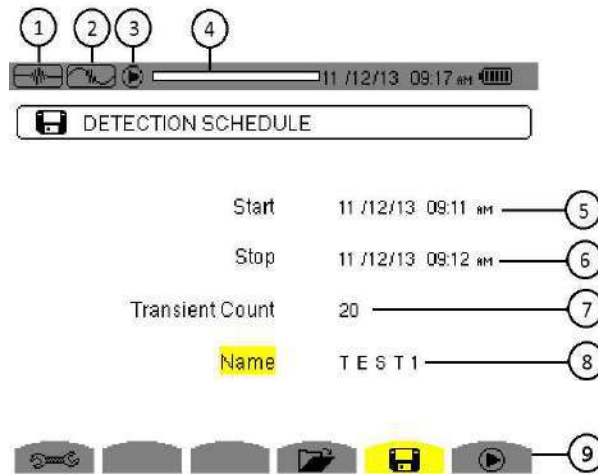 1 2 3 4
11 /12/13 09:17 AM
DETECTION SCHEDULE
Start 11 /12/13 09:11 AM 5
Stop 11 /12/13 09:12 AM 6
Transient Count 20 7
Name T E S T 1 8
9